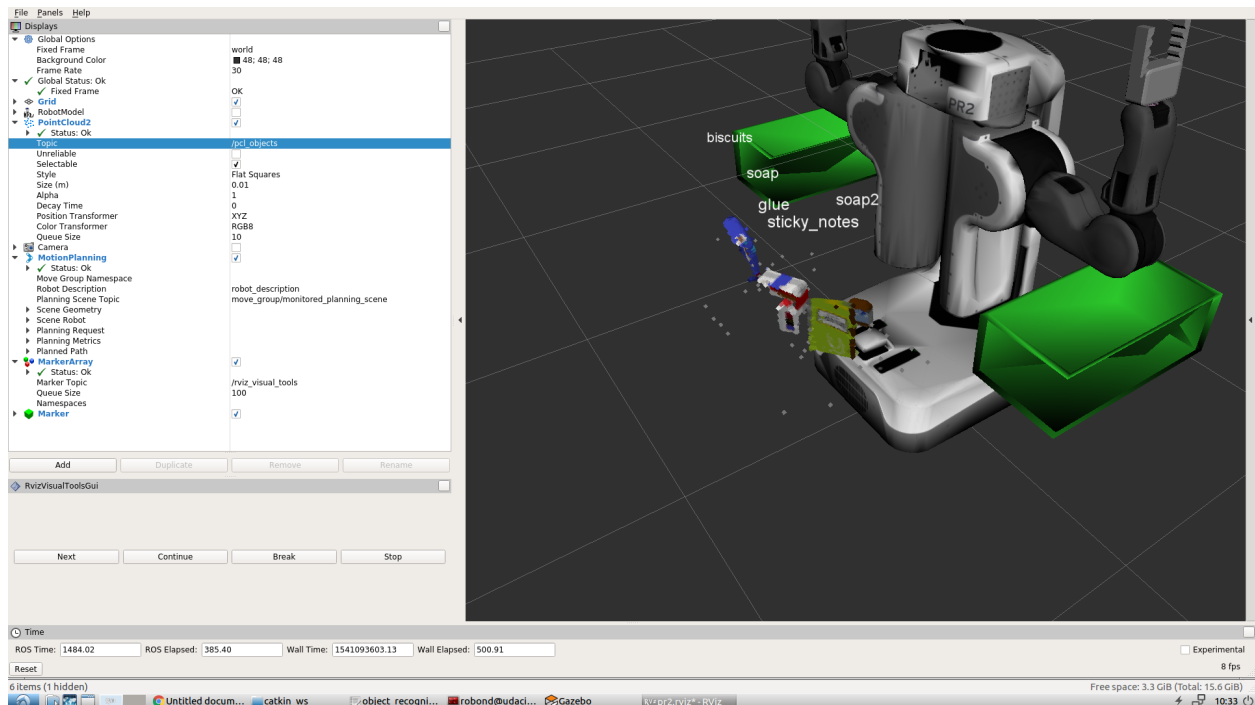 File Panels Help
Displays
Global Options
Fixed Frame world
Background Color 48; 48; 48
Frame Rate 30
Global Status: Ok
Fixed Frame OK
Grid
RobotModel
PointCloud2
Status: Ok
Topic /pcl_objects
Unreliable
Selectable
Style Flat Squares
Size (m) 0.01
Alpha 1
Decay Time 0
Position Transformer XYZ
Color Transformer RGB8
Queue Size 10
Camera
MotionPlanning
Status: Ok
Move Group Namespace
Robot Description robot_description
Planning Scene Topic move_group/monitored_planning_scene
Scene Geometry
Scene Robot
Planning Request
Planning Metrics
Planned Path
MarkerArray
Status: Ok
Marker Topic /rviz_visual_tools
Queue Size 100
Namespaces
Marker
Add Duplicate Remove Rename
RvizVisualToolsGui
Next Continue Break Stop
PR2
biscuits
soap
soap2
glue
sticky_notes
Time
ROS Time: 1484.02 ROS Elapsed: 385.40 Wall Time: 1541093603.13 Wall Elapsed: 500.91 Experimental
Reset 8 fps
6 items (1 hidden) Free space: 3.3 GiB (Total: 15.6 GiB)
Untitled docum... catkin_ws object_recogni... robond@udaci... Gazebo 10:33